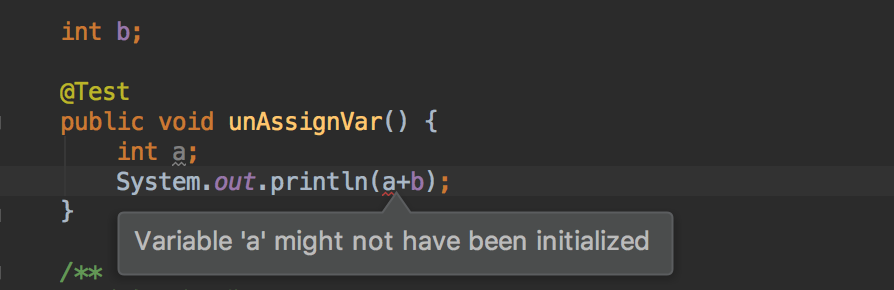 int b;
@Test
public void unAssignVar() {
int a;
System.out.println(a+b);
}
Variable 'a' might not have been initialized
/**